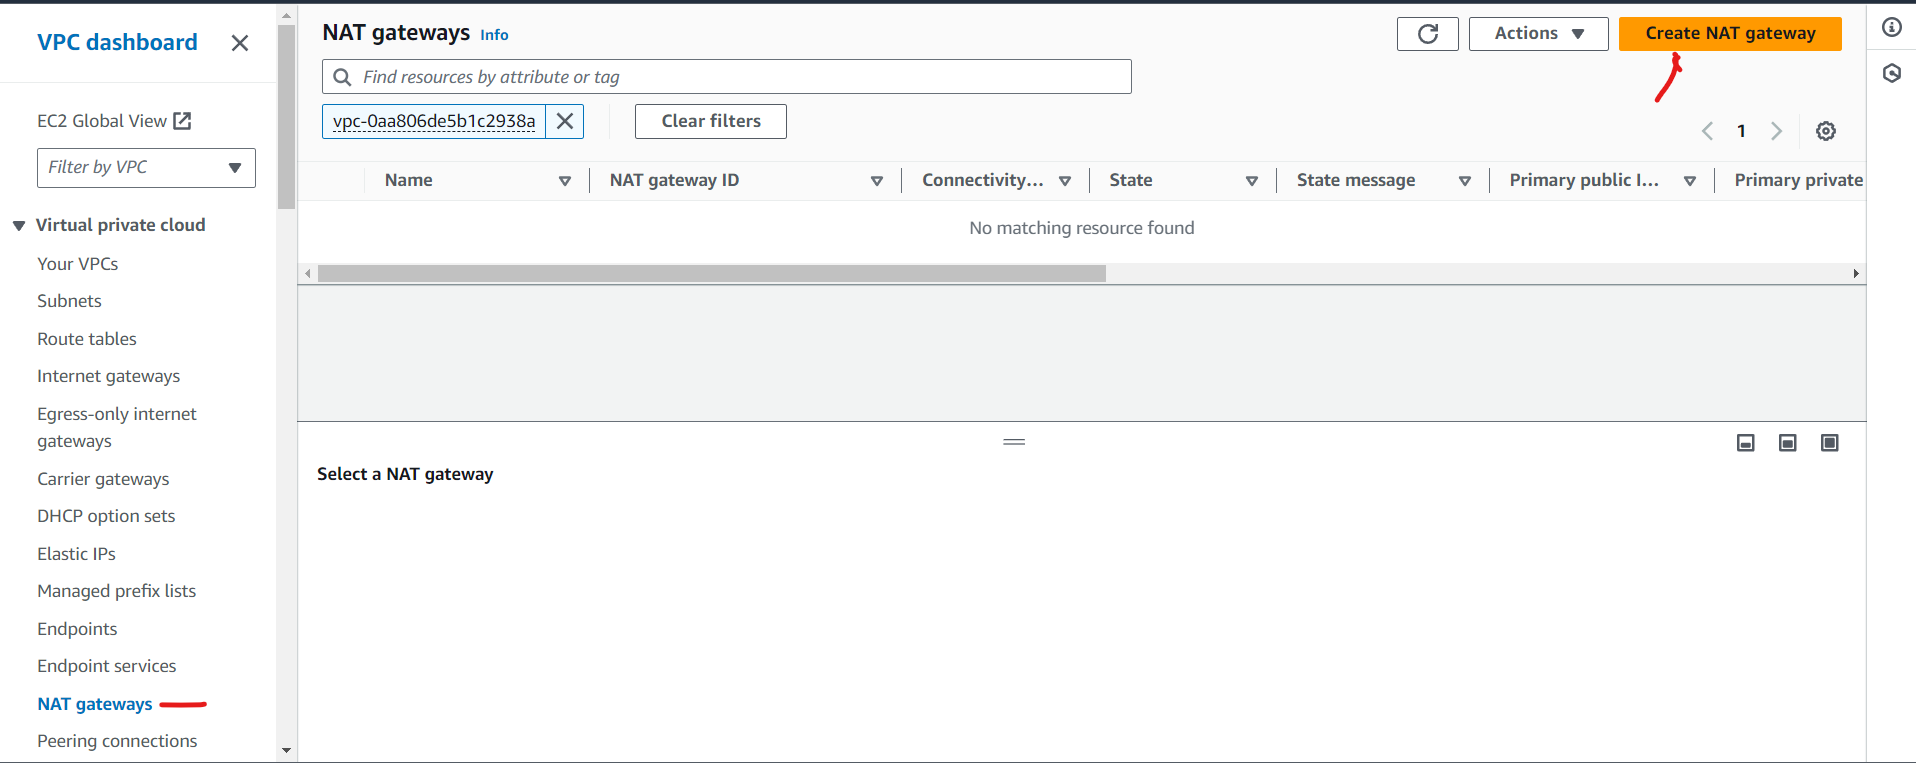 VPC dashboard
EC2 Global View
Filter by VPC
Virtual private cloud
Your VPCs
Subnets
Route tables
Internet gateways
Egress-only internet
gateways
Carrier gateways
DHCP option sets
Elastic IPs
Managed prefix lists
Endpoints
Endpoint services
NAT gateways
Peering connections
NAT gateways Info
Actions
Create NAT gateway
Find resources by attribute or tag
vpc-0aa806de5b1c2938a
Clear filters
1
Name NAT gateway ID Connectivity... State State message Primary public I... Primary private
No matching resource found
Select a NAT gateway